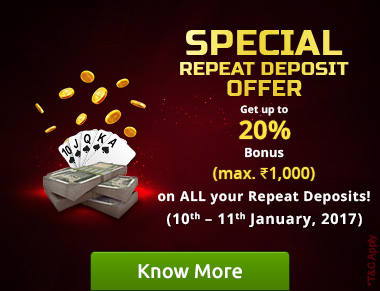 SPECIAL
REPEAT DEPOSIT
OFFER
Get up to
20%
Bonus
(max. ₹1,000)
on ALL your Repeat Deposits!
(10th – 11th January, 2017)
10 J Q K A
Know More
*T&C Apply